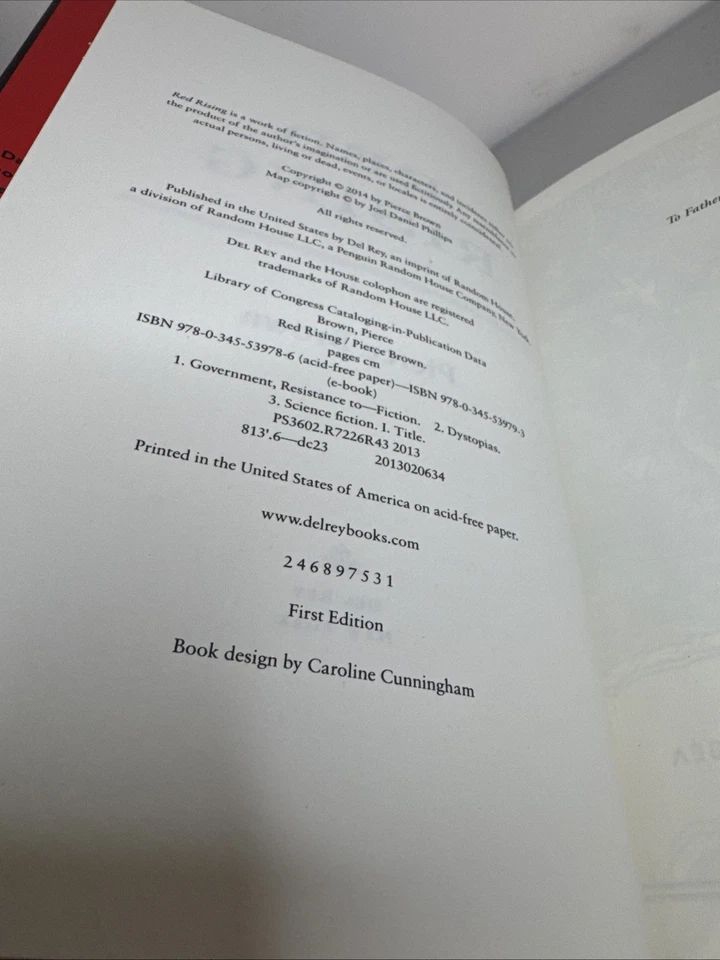 Red Rising is a work of fiction. Names, places, characters, and incidents
the product of the author's imagination or are used fictitiously. Any
actual persons, living or dead, events, or locales is entirely coincidental.
Copyright © 2014 by Pierce Brown
Map copyright © by Joel Daniel Phillips
All rights reserved.
Published in the United States by Del Rey, an imprint of Random House,
a division of Random House LLC, a Penguin Random House Company, New York.
DEL REY and the HOUSE colophon are registered
trademarks of Random House LLC.
Library of Congress Cataloging-in-Publication Data
Brown, Pierce
Red Rising / Pierce Brown.
pages cm
ISBN 978-0-345-53978-6 (acid-free paper)—ISBN 978-0-345-53979-3
(e-book)
1. Government, Resistance to—Fiction. 2. Dystopias.
3. Science fiction. I. Title.
PS3602.R7226R43 2013
813'.6—dc23 2013020634
Printed in the United States of America on acid-free paper.
www.delreybooks.com
2 4 6 8 9 7 5 3 1
First Edition
Book design by Caroline Cunningham
To Father